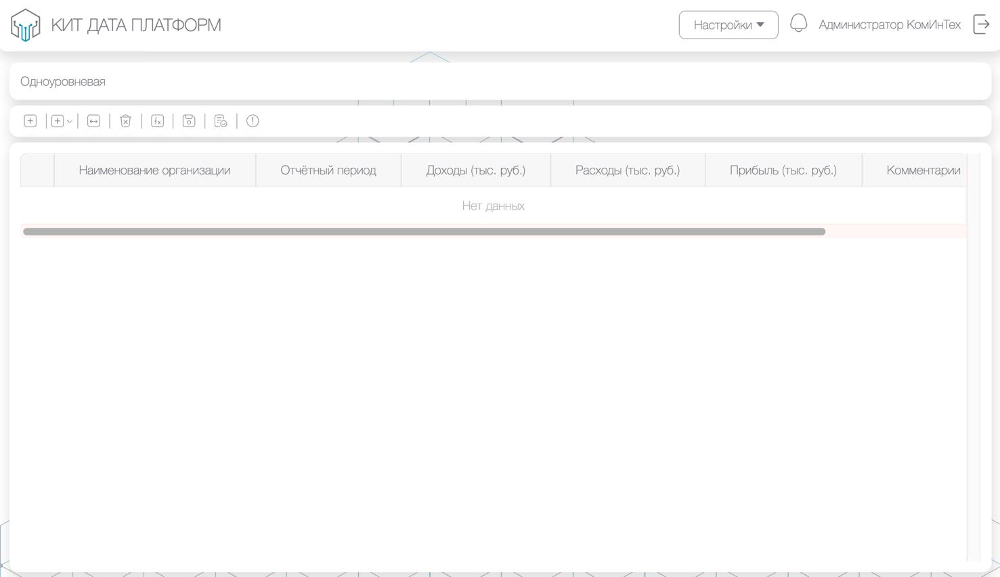 КИТ ДАТА ПЛАТФОРМ
Настройки
Администратор КомИнТех
Одноуровневая
fx
Наименование организации
Отчётный период
Доходы (тыс. руб.)
Расходы (тыс. руб.)
Прибыль (тыс. руб.)
Комментарии
Нет данных